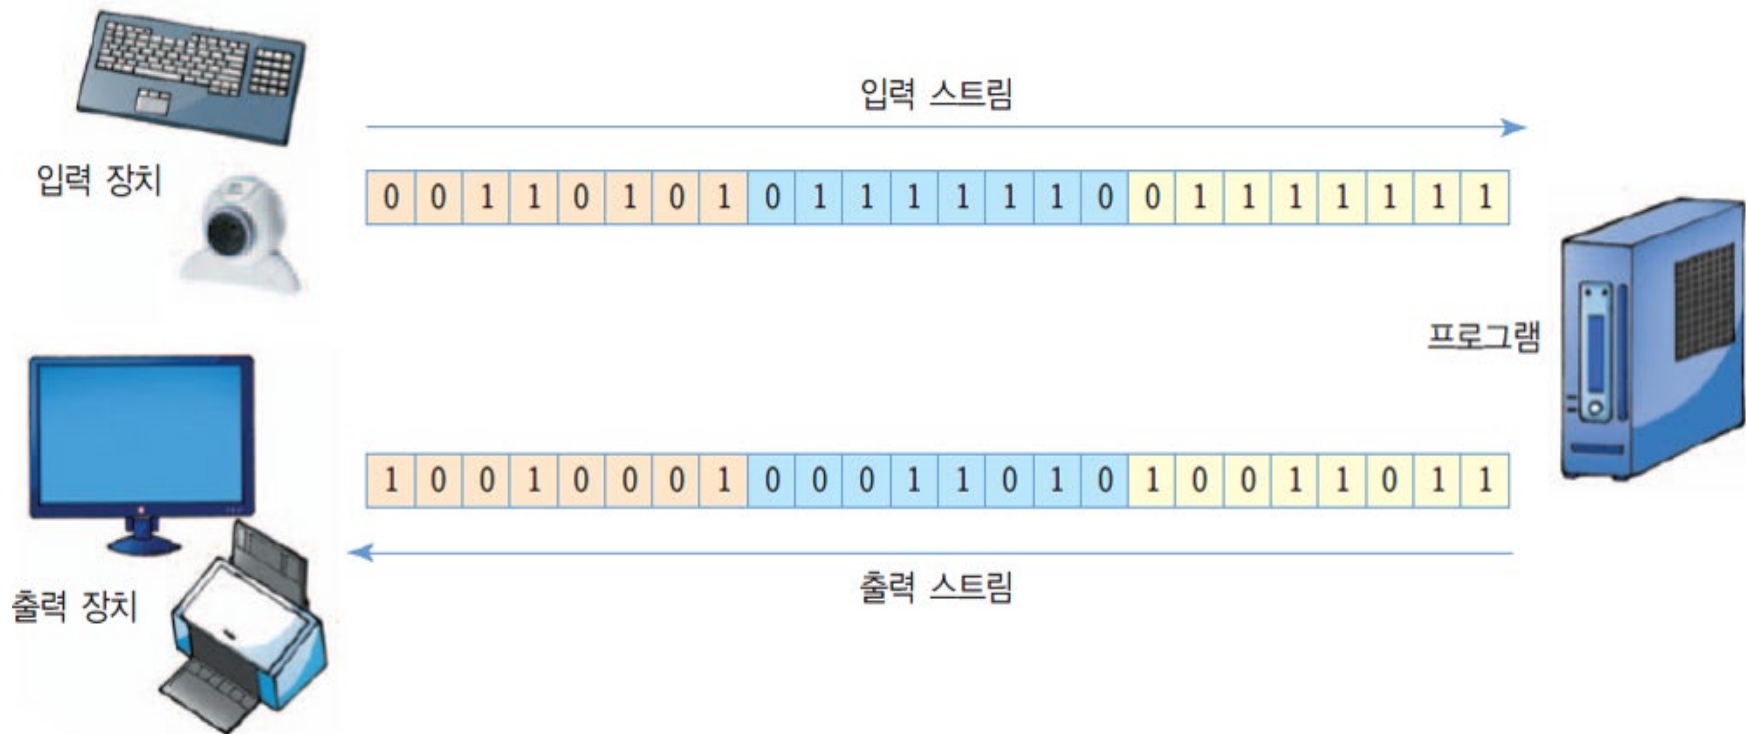 입력 스트림
입력 장치
0 0 1 1 0 1 0 1 0 1 1 1 1 1 1 0 0 1 1 1 1 1 1 1
프로그램
1 0 0 1 0 0 0 1 0 0 0 1 1 0 1 0 1 0 0 1 1 0 1 1
출력 스트림
출력 장치